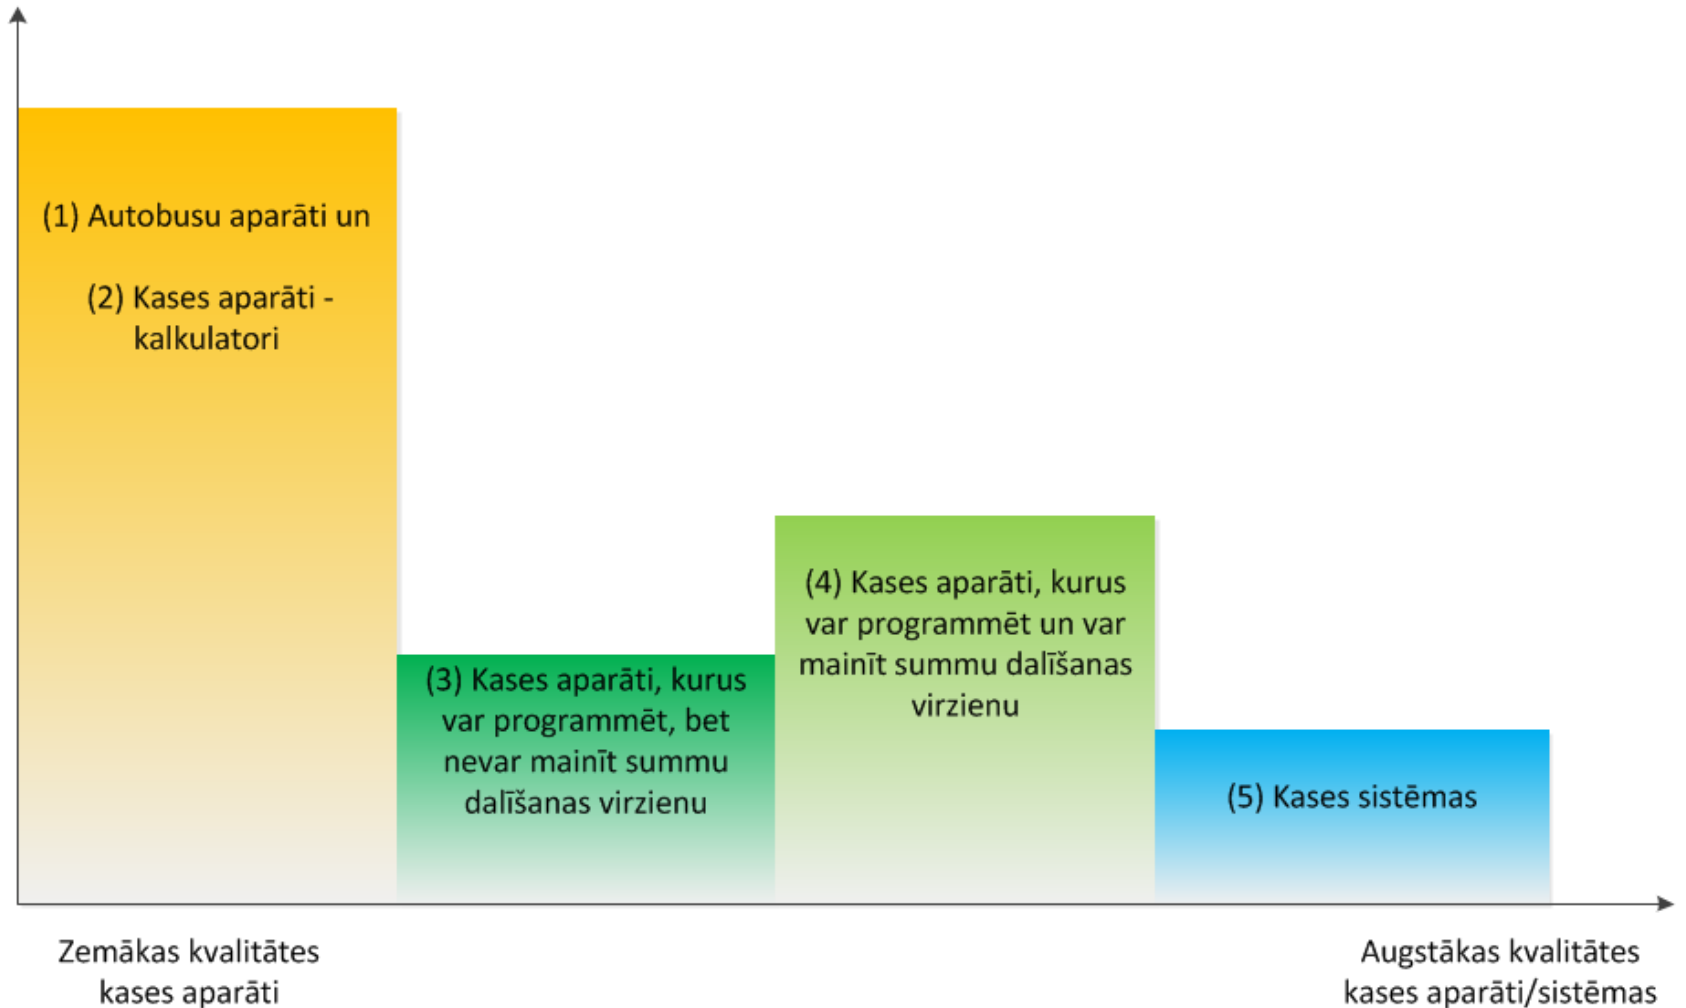 (1) Autobusu aparāti un
(2) Kases aparāti -
kalkulatori
(3) Kases aparāti, kurus
var programmēt, bet
nevar mainīt summu
dalīšanas virzienu
(4) Kases aparāti, kurus
var programmēt un var
mainīt summu dalīšanas
virzienu
(5) Kases sistēmas
Zemākas kvalitātes
kases aparāti
Augstākas kvalitātes
kases aparāti/sistēmas